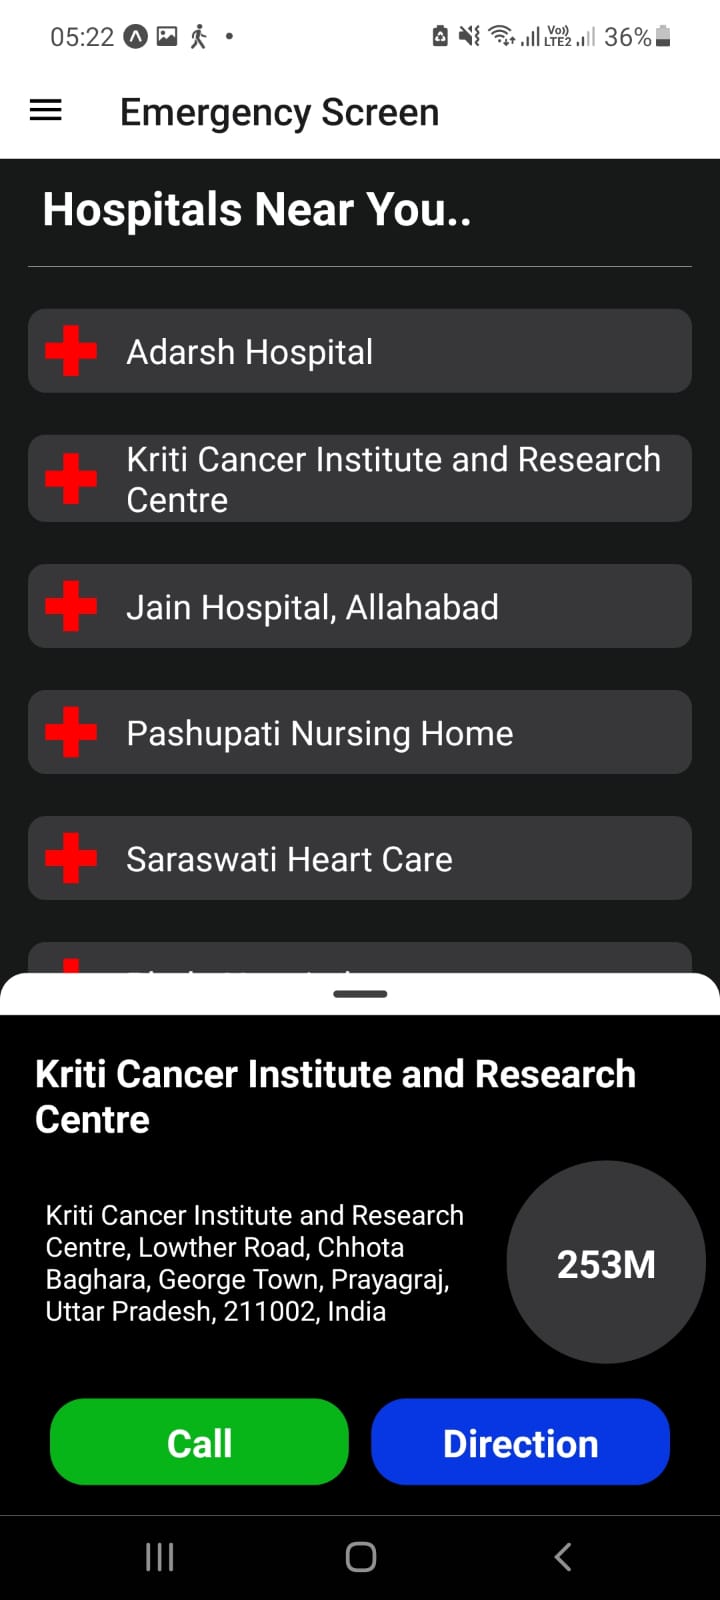 05:22
Vo))
LTE2
36%
Emergency Screen
Hospitals Near You..
Adarsh Hospital
Kriti Cancer Institute and Research
Centre
Jain Hospital, Allahabad
Pashupati Nursing Home
Saraswati Heart Care
Kriti Cancer Institute and Research
Centre
Kriti Cancer Institute and Research
Centre, Lowther Road, Chhota
Baghara, George Town, Prayagraj,
Uttar Pradesh, 211002, India
253M
Call
Direction